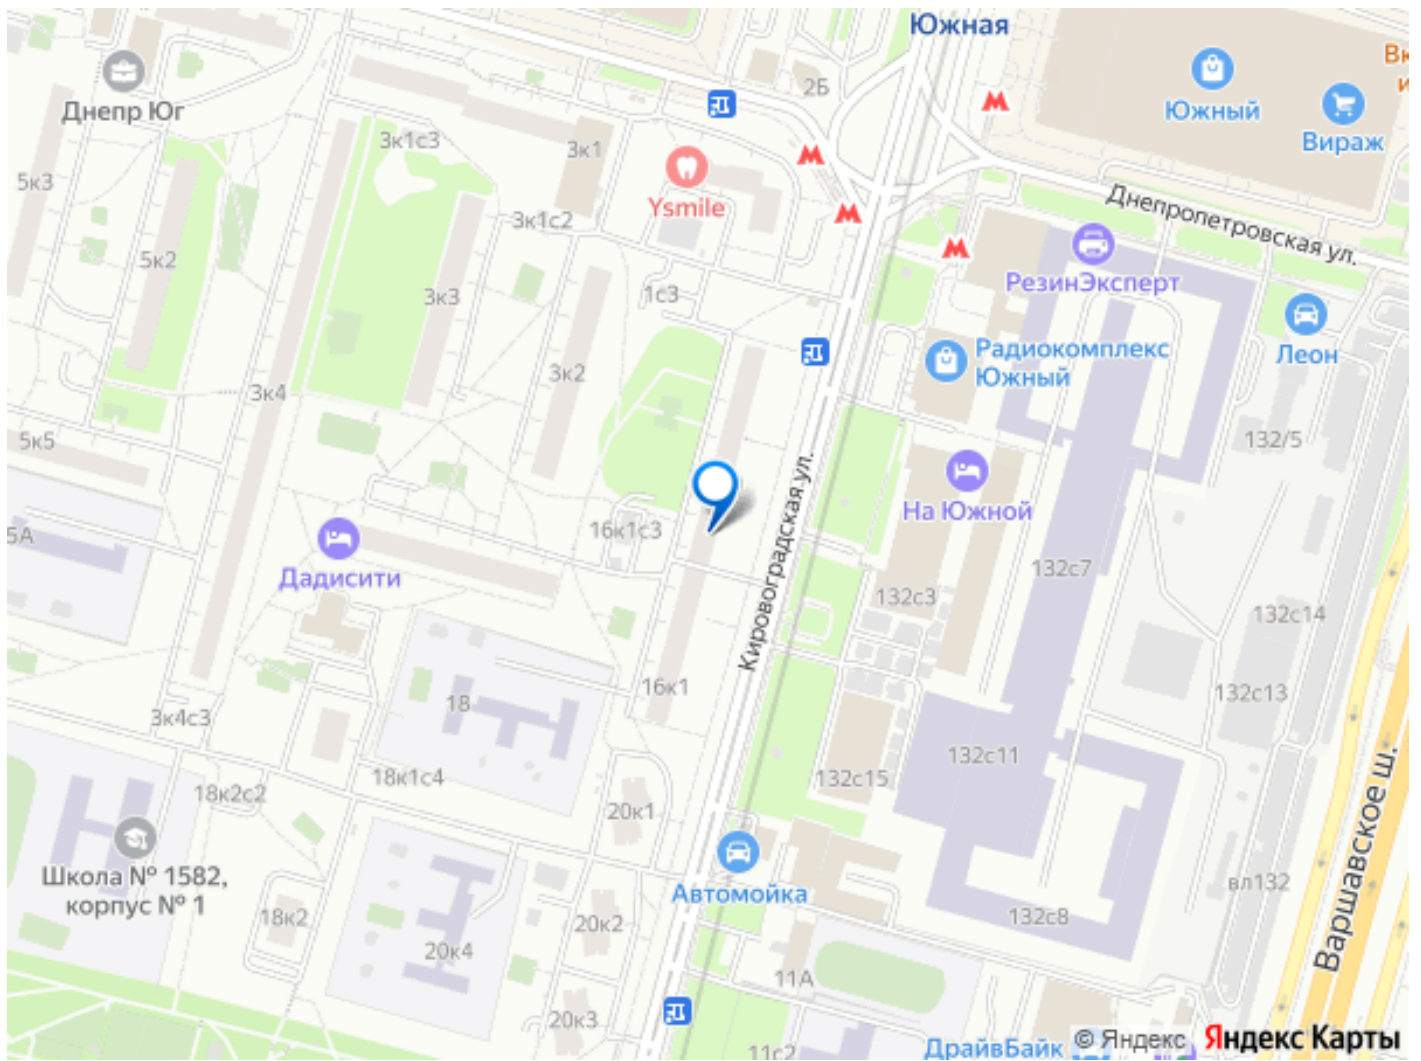 Южная
Вк
и
Днепр Юг
2Б
Южный
Вираж
3к1с3
3к1
5к3
Ysmile
Днепропетровская ул.
3к1с2
5к2
РезинЭксперт
1с3
3к3
Леон
Радиокомплекс
Южный
3к2
3к4
5к5
132/5
На Южной
Кировоградская ул.
16к1с3
5А
Дадисити
132с7
132с3
132с14
16к1
132с13
18
3к4с3
132с11
132с15
18к1с4
18к2с2
20к1
Варшавское ш.
Школа № 1582,
корпус № 1
Автомойка
вл132
18к2
20к2
132с8
20к4
11А
20к3
11с2
ДрайвБайк
© Яндекс Яндекс Карты